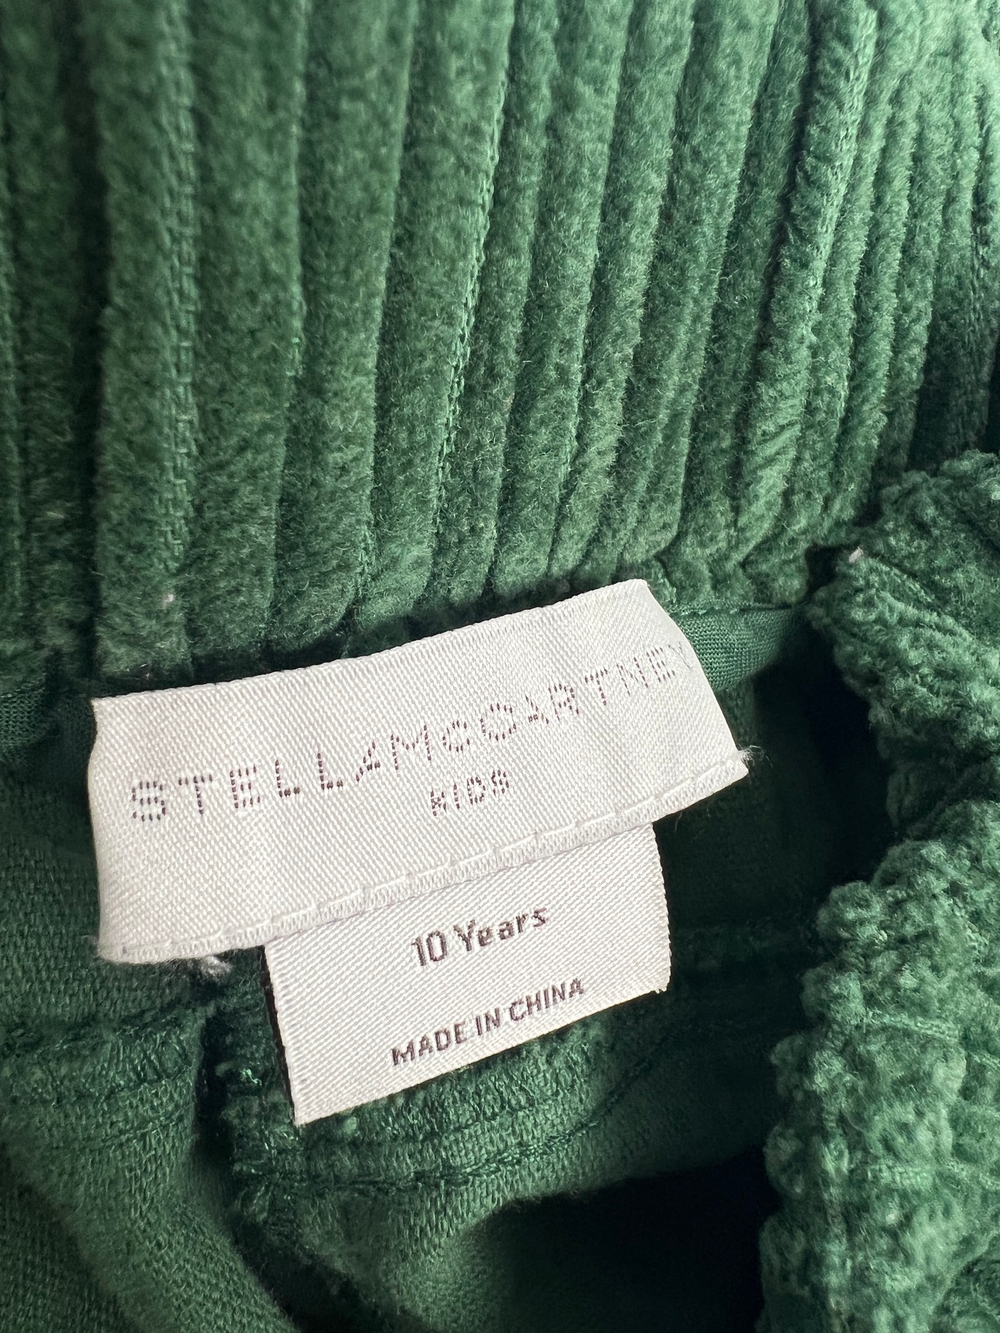 STELLAMcCARTNEY
KIDS
10 Years
MADE IN CHINA